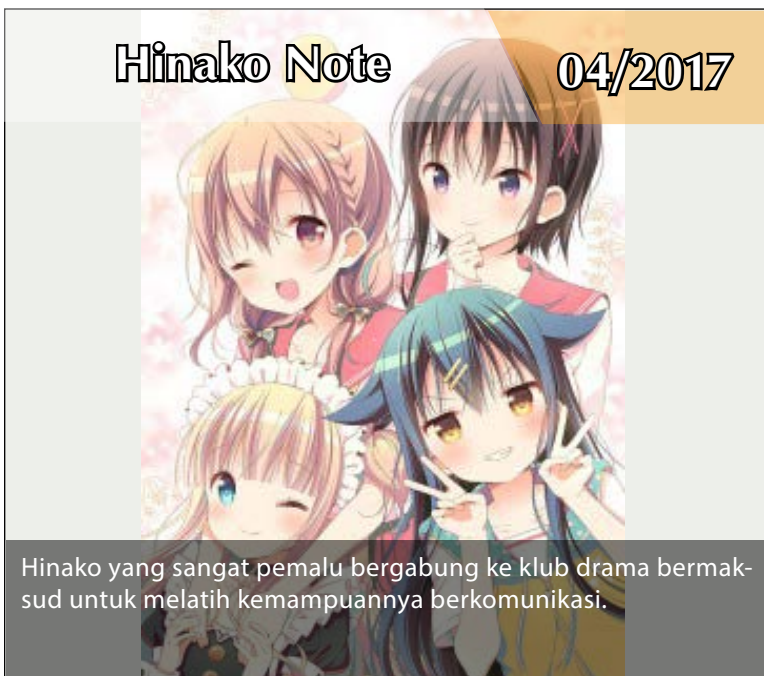 Hinako Note
04/2017
Hinako yang sangat pemalu bergabung ke klub drama bermak-
sud untuk melatih kemampuannya berkomunikasi.